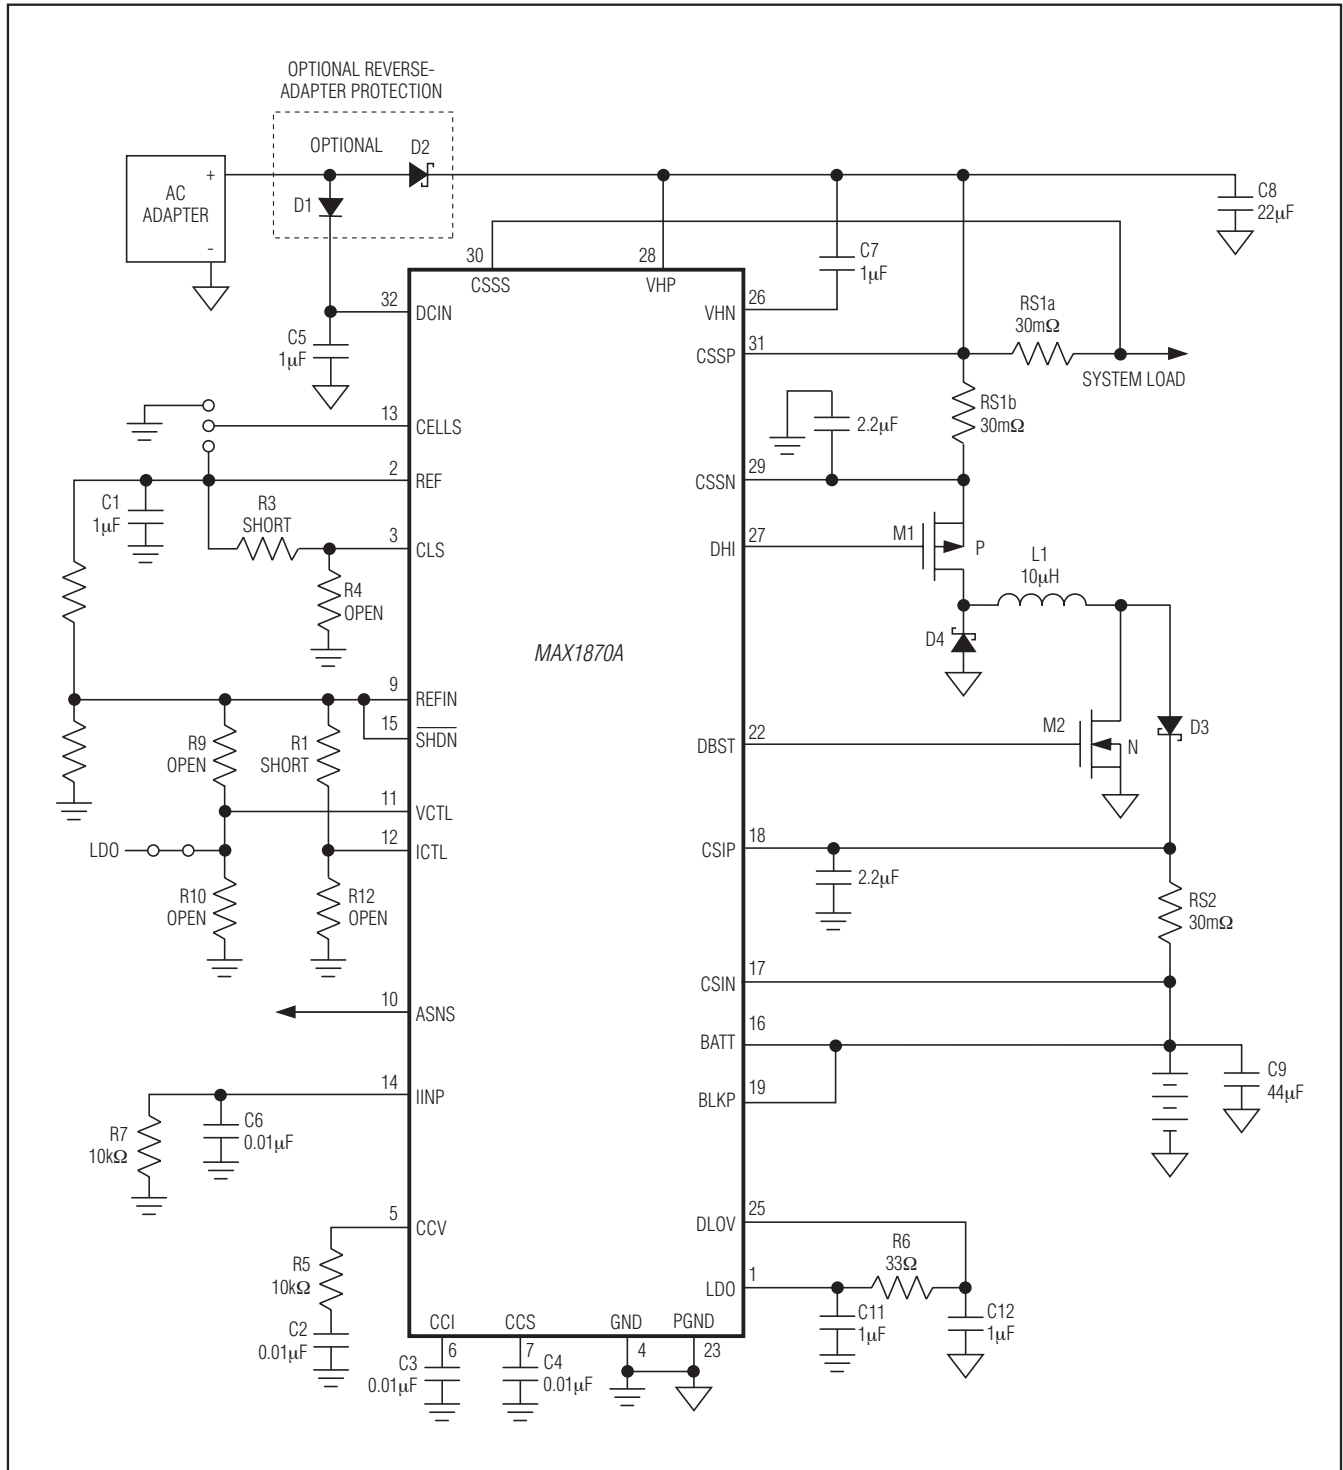 OPTIONAL REVERSE-
ADAPTER PROTECTION
OPTIONAL
D2
D1
AC
ADAPTER
+
-
C8
22µF
30
CSSS
28
VHP
C7
1µF
32
DCIN
26
VHN
C5
1µF
31
CSSP
RS1a
30mΩ
SYSTEM LOAD
13
CELLS
2.2µF
RS1b
30mΩ
2
REF
29
CSSN
C1
1µF
R3
SHORT
3
CLS
27
DHI
M1
P
L1
10µH
R4
OPEN
D4
MAX1870A
9
REFIN
15
SHDN
R9
OPEN
R1
SHORT
22
DBST
M2
N
D3
11
VCTL
12
ICTL
LDO
18
CSIP
2.2µF
R10
OPEN
R12
OPEN
RS2
30mΩ
17
CSIN
10
ASNS
16
BATT
19
BLKP
C9
44µF
14
IINP
R7
10kΩ
C6
0.01µF
5
CCV
25
DLOV
R5
10kΩ
R6
33Ω
1
LDO
C2
0.01µF
C11
1µF
C12
1µF
CCI
CCS
GND
PGND
6
7
4
23
C3
0.01µF
C4
0.01µF